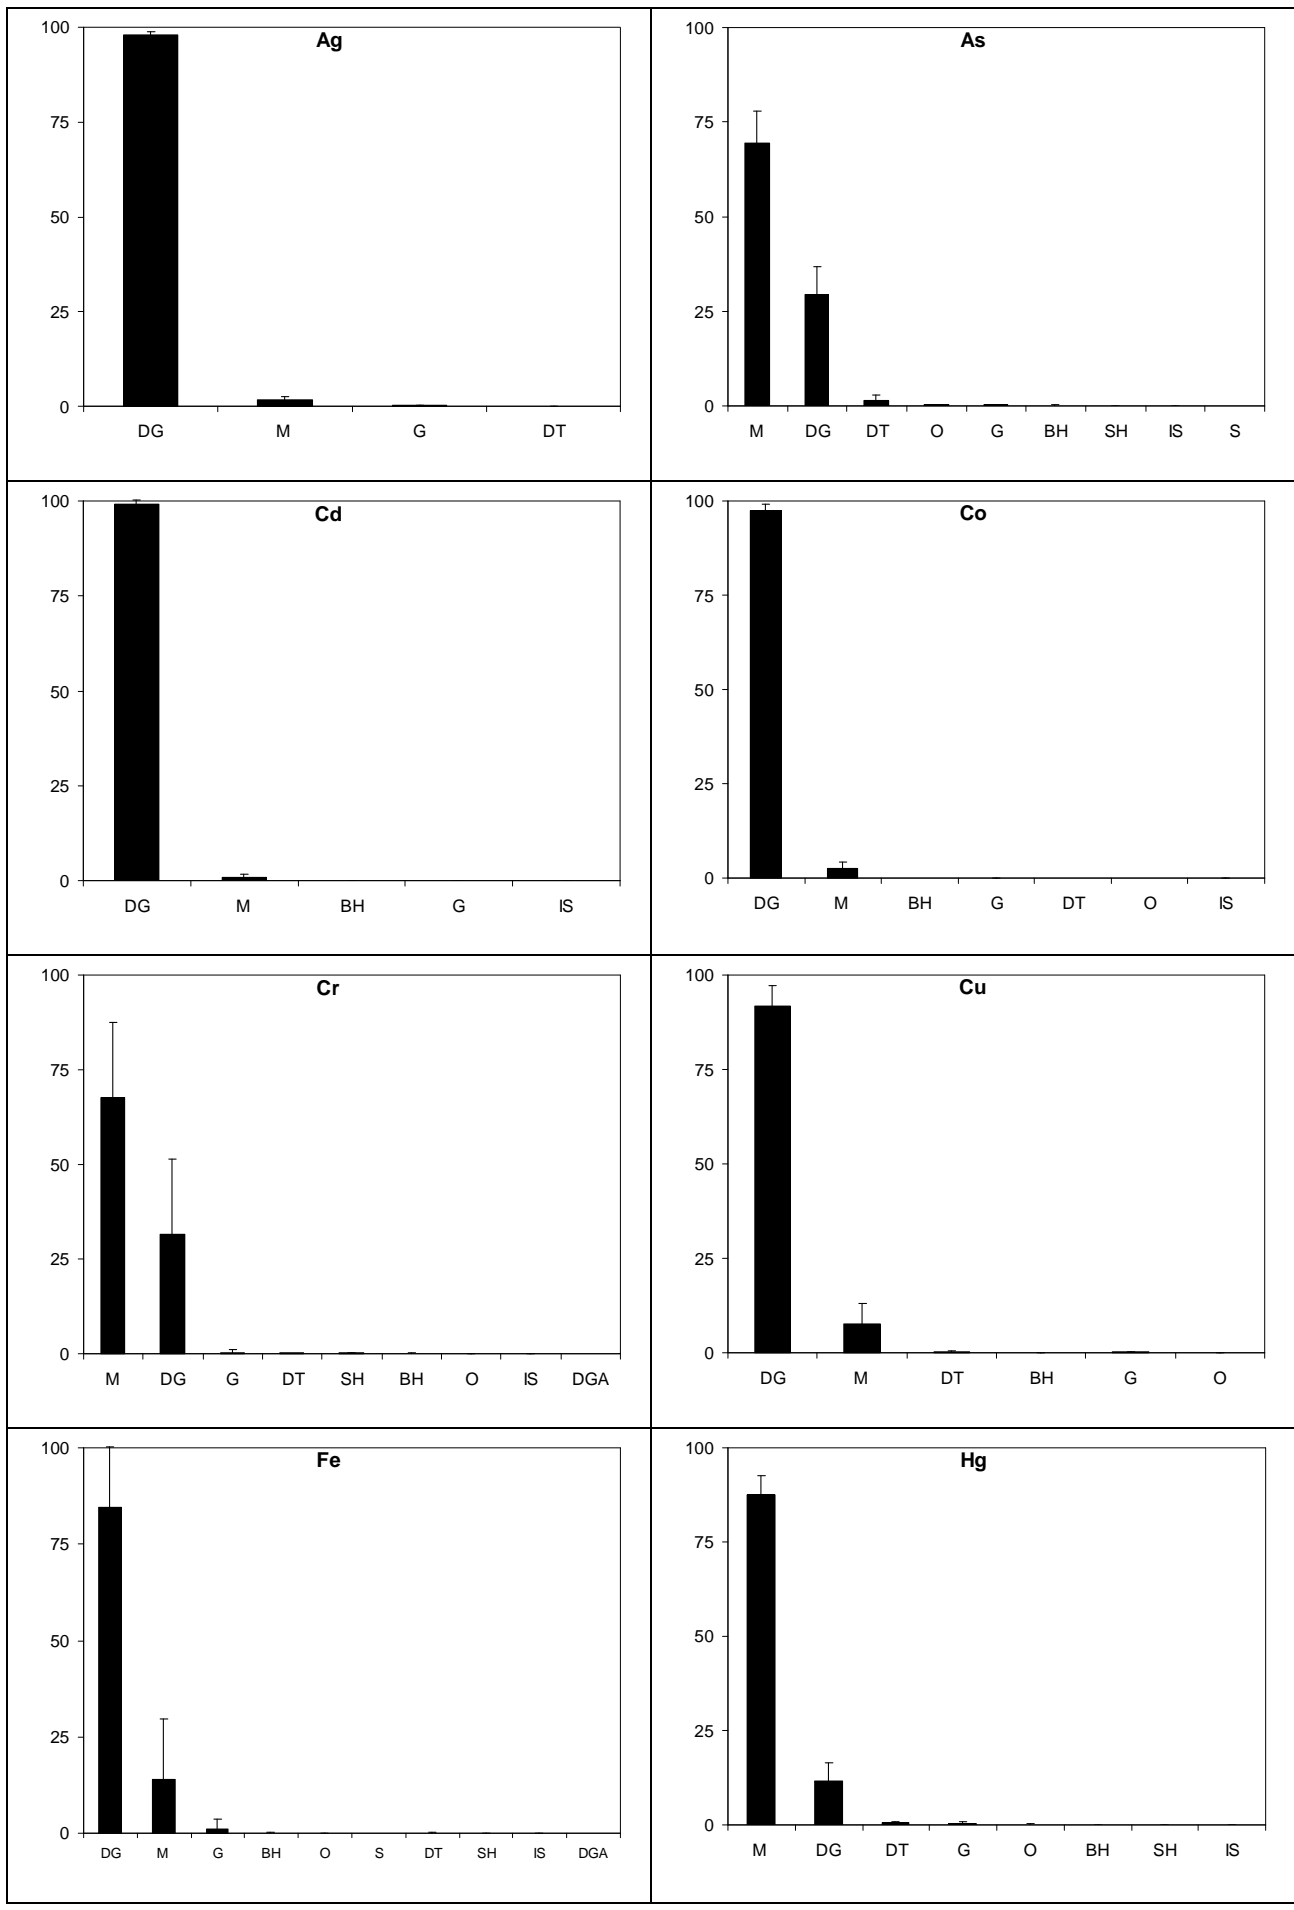 Ag
100
75
50
25
0
DG M G DT
As
100
75
50
25
0
M DG DT O G BH SH IS S
Cd
100
75
50
25
0
DG M BH G IS
Co
100
75
50
25
0
DG M BH G DT O IS
Cr
100
75
50
25
0
M DG G DT SH BH O IS DGA
Cu
100
75
50
25
0
DG M DT BH G O
Fe
100
75
50
25
0
DG M G BH O S DT SH IS DGA
Hg
100
75
50
25
0
M DG DT G O BH SH IS